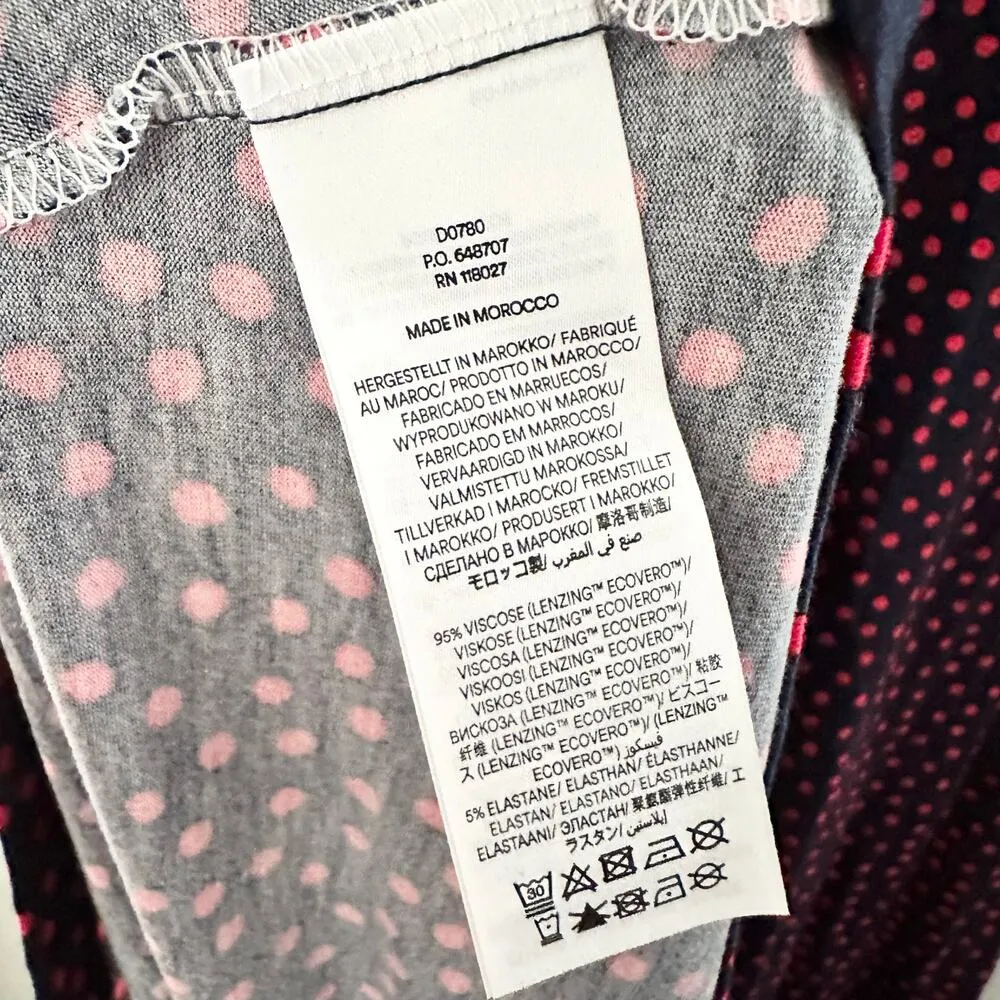 D0780
P.O. 648707
RN 118027
MADE IN MOROCCO
HERGESTELLT IN MAROKKO/ FABRIQUÉ
AU MAROC/ PRODOTTO IN MAROCCO/
FABRICADO EN MARRUECOS/
WYPRODUKOWANO W MAROKU/
FABRICADO EM MARROCOS/
VERVAARDIGD IN MAROKKO/
VALMISTETTU MAROKOSSA/
TILLVERKAD I MAROCKO/ FREMSTILLET
I MAROKKO/ PRODUSERT I MAROKKO/
СДЕЛАНО В МАРОККО/ 摩洛哥制造/
モロッコ製/ صنع في المغرب
95% VISCOSE (LENZING™ ECOVERO™)/
VISKOSE (LENZING™ ECOVERO™)/
VISCOSA (LENZING™ ECOVERO™)/
VISKOOSI (LENZING™ ECOVERO™)/
VISKOS (LENZING™ ECOVERO™)/
ВИСКОЗА (LENZING™ ECOVERO™)/ 粘胶
纤维 (LENZING™ ECOVERO™)/ ビスコー
ス (LENZING™ ECOVERO™)/ (LENZING™
ECOVERO™) فيسكوز
5% ELASTANE/ ELASTHAN/ ÉLASTHANNE/
ELASTAN/ ELASTANO/ ELASTHAAN/
ELASTAANI/ ЭЛАСТАН/ 聚氨酯弹性纤维/ エ
ラスタン/ إيلاستين
30